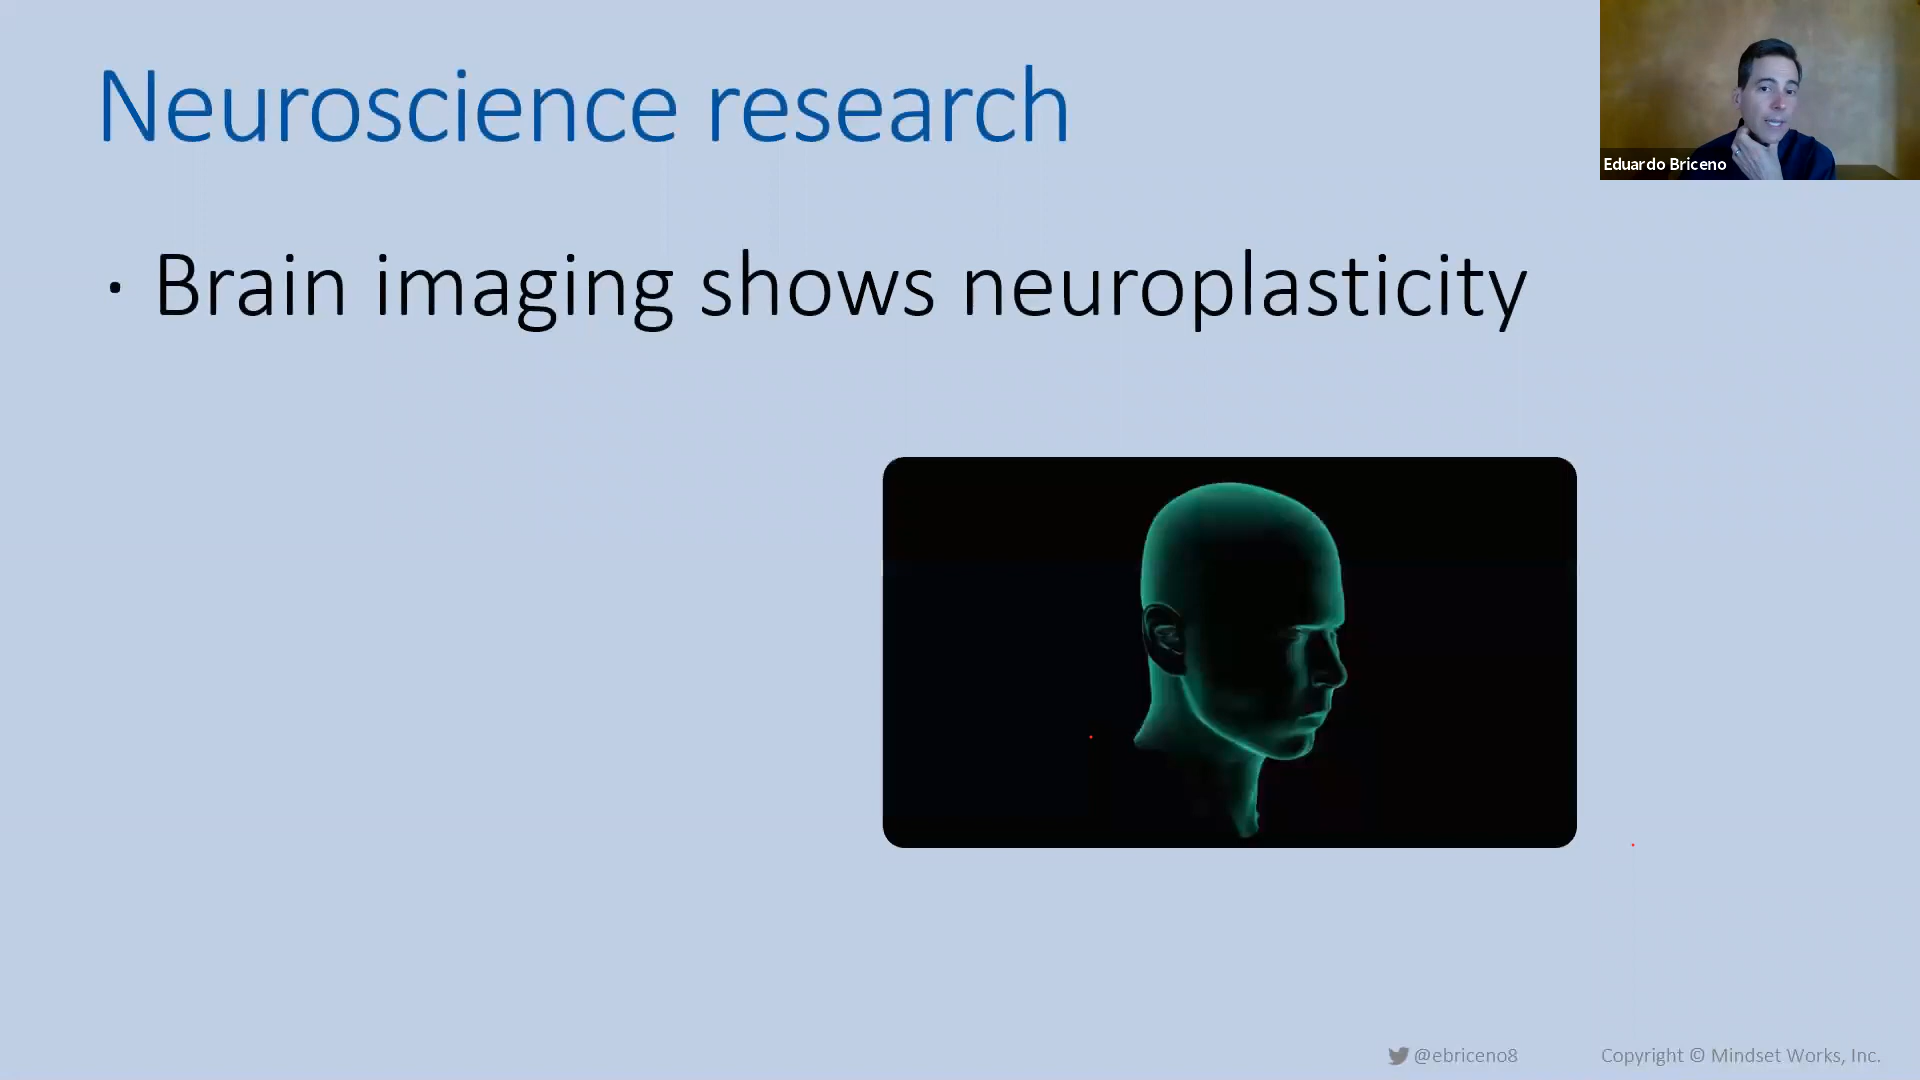 Neuroscience research
Eduardo Briceno
· Brain imaging shows neuroplasticity
@ebriceno8
Copyright © Mindset Works, Inc.